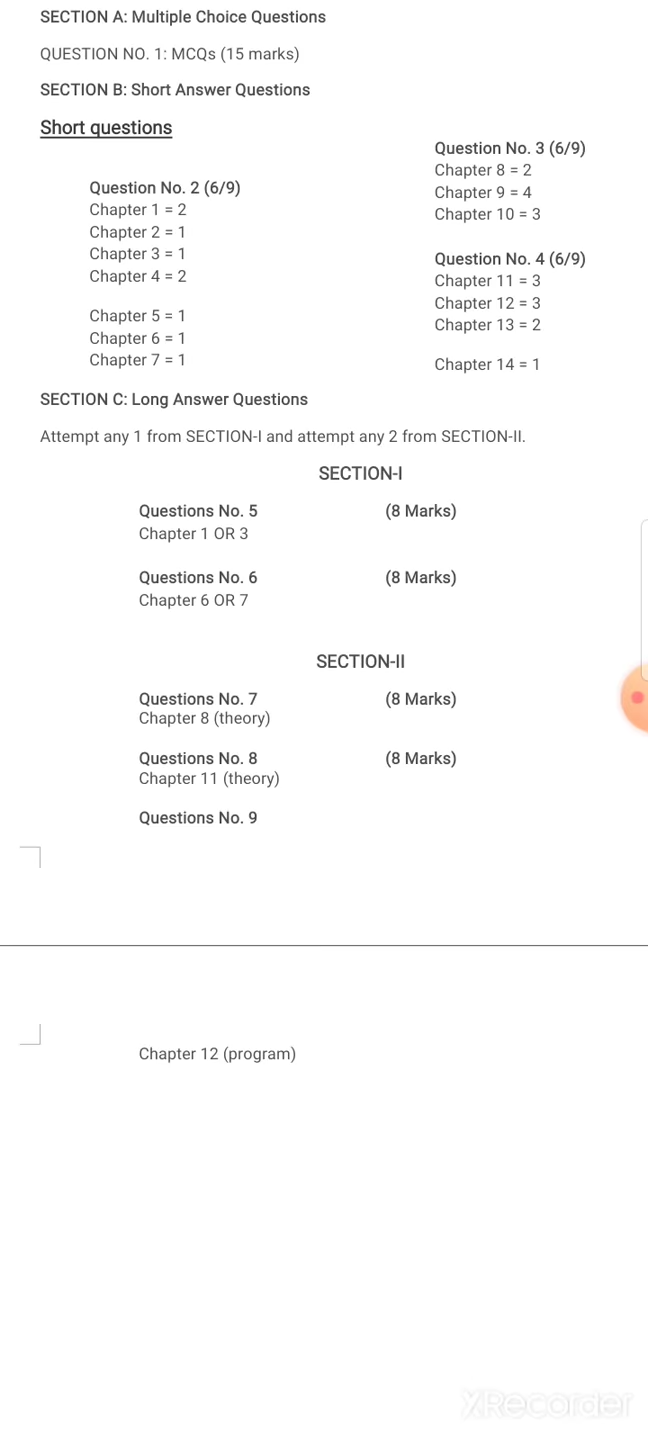 SECTION A: Multiple Choice Questions
QUESTION NO. 1: MCQs (15 marks)
SECTION B: Short Answer Questions
Short questions
Question No. 2 (6/9)
Chapter 1 = 2
Chapter 2 = 1
Chapter 3 = 1
Chapter 4 = 2
Chapter 5 = 1
Chapter 6 = 1
Chapter 7 = 1
Question No. 3 (6/9)
Chapter 8 = 2
Chapter 9 = 4
Chapter 10 = 3
Question No. 4 (6/9)
Chapter 11 = 3
Chapter 12 = 3
Chapter 13 = 2
Chapter 14 = 1
SECTION C: Long Answer Questions
Attempt any 1 from SECTION-I and attempt any 2 from SECTION-II.
SECTION-I
Questions No. 5 (8 Marks)
Chapter 1 OR 3
Questions No. 6 (8 Marks)
Chapter 6 OR 7
SECTION-II
Questions No. 7 (8 Marks)
Chapter 8 (theory)
Questions No. 8 (8 Marks)
Chapter 11 (theory)
Questions No. 9
Chapter 12 (program)
XRecorder